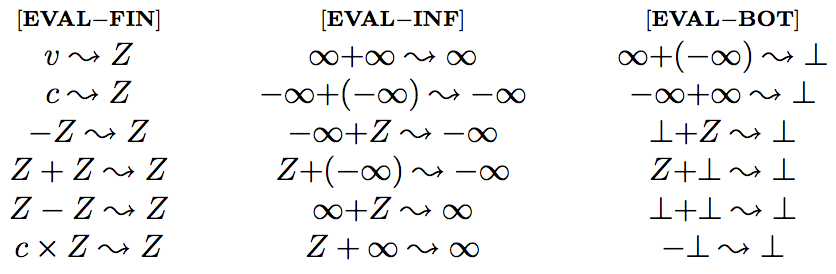 [EVAL−FIN] [EVAL−INF] [EVAL−BOT]
v ⇝ Z ∞+∞ ⇝ ∞ ∞+(−∞) ⇝ ⊥
c ⇝ Z −∞+(−∞) ⇝ −∞ −∞+∞ ⇝ ⊥
−Z ⇝ Z −∞+Z ⇝ −∞ ⊥+Z ⇝ ⊥
Z + Z ⇝ Z Z+(−∞) ⇝ −∞ Z+⊥ ⇝ ⊥
Z − Z ⇝ Z ∞+Z ⇝ ∞ ⊥+⊥ ⇝ ⊥
c × Z ⇝ Z Z + ∞ ⇝ ∞ −⊥ ⇝ ⊥